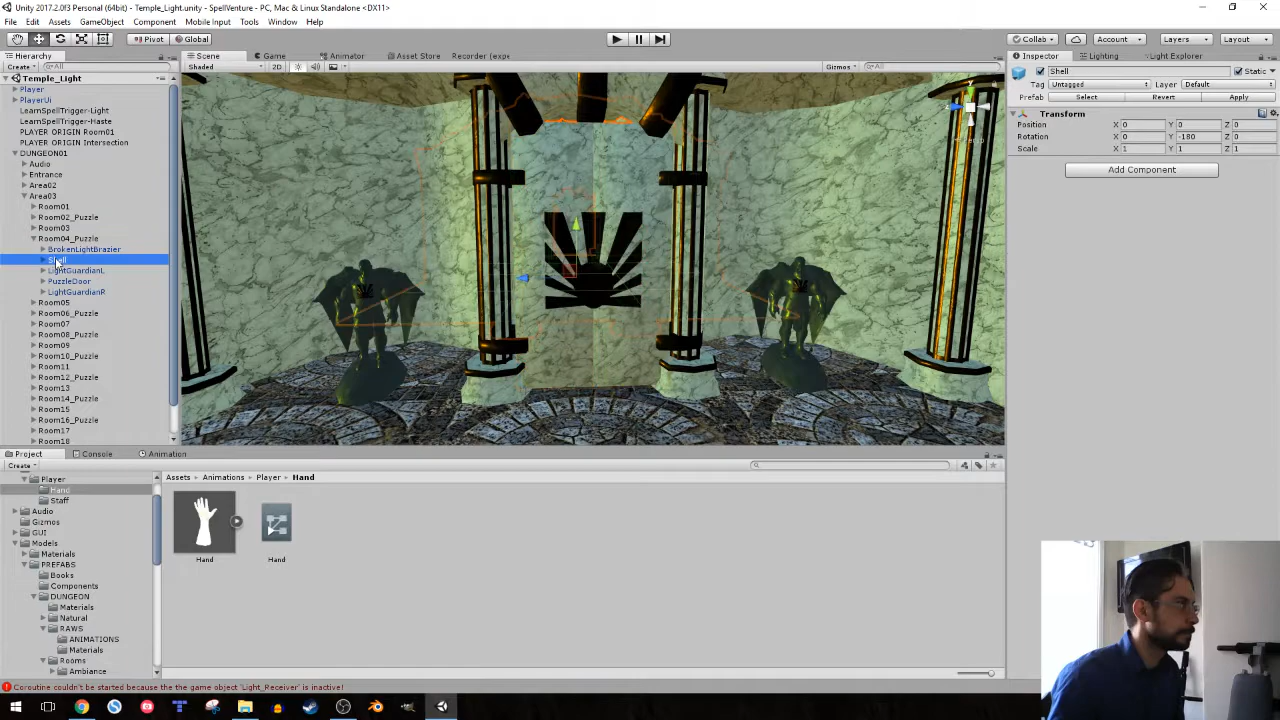 Unity 2017.2.0f3 Personal (64bit) - Temple_Light.unity - SpellVenture - PC, Mac & Linux Standalone <DX11>
File Edit Assets GameObject Component Mobile Input Tools Window Help
Pivot Global Collab Account Layers Layout
Hierarchy Scene Game Animator Asset Store Recorder (expe Inspector Lighting Light Explorer
Create All Shaded 2D Gizmos All Shell Static
Temple_Light
Tag Untagged Layer Default
Player
Prefab Select Revert Apply
PlayerUi
LearnSpellTrigger-Light
Transform
LearnSpellTrigger-Haste
Position X 0 Y 0 Z 0
PLAYER ORIGIN Room01
Rotation X 0 Y -180 Z 0
PLAYER ORIGIN Intersection
Scale X 1 Y 1 Z 1
DUNGEON01
Audio
Add Component
Entrance
Area02
Area03
Room01
Room02_Puzzle
Room03
Room04_Puzzle
BrokenLightBrazier
Shell
LightGuardianL
PuzzleDoor
LightGuardianR
Room05
Room06_Puzzle
Room07
Room08_Puzzle
Room09
Room10_Puzzle
Room11
Room12_Puzzle
Room13
Room14_Puzzle
Room15
Room16_Puzzle
Room17
Room18
Project Console Animation
Create
Assets Animations Player Hand
Player
Hand
Staff
Audio
Gizmos
GUI
Models
Materials
PREFABS
Books
Components
DUNGEON
Materials
Natural
RAWS
ANIMATIONS
Materials
Rooms
Ambiance
Hand Hand
Coroutine couldn't be started because the the game object 'Light_Receiver' is inactive!